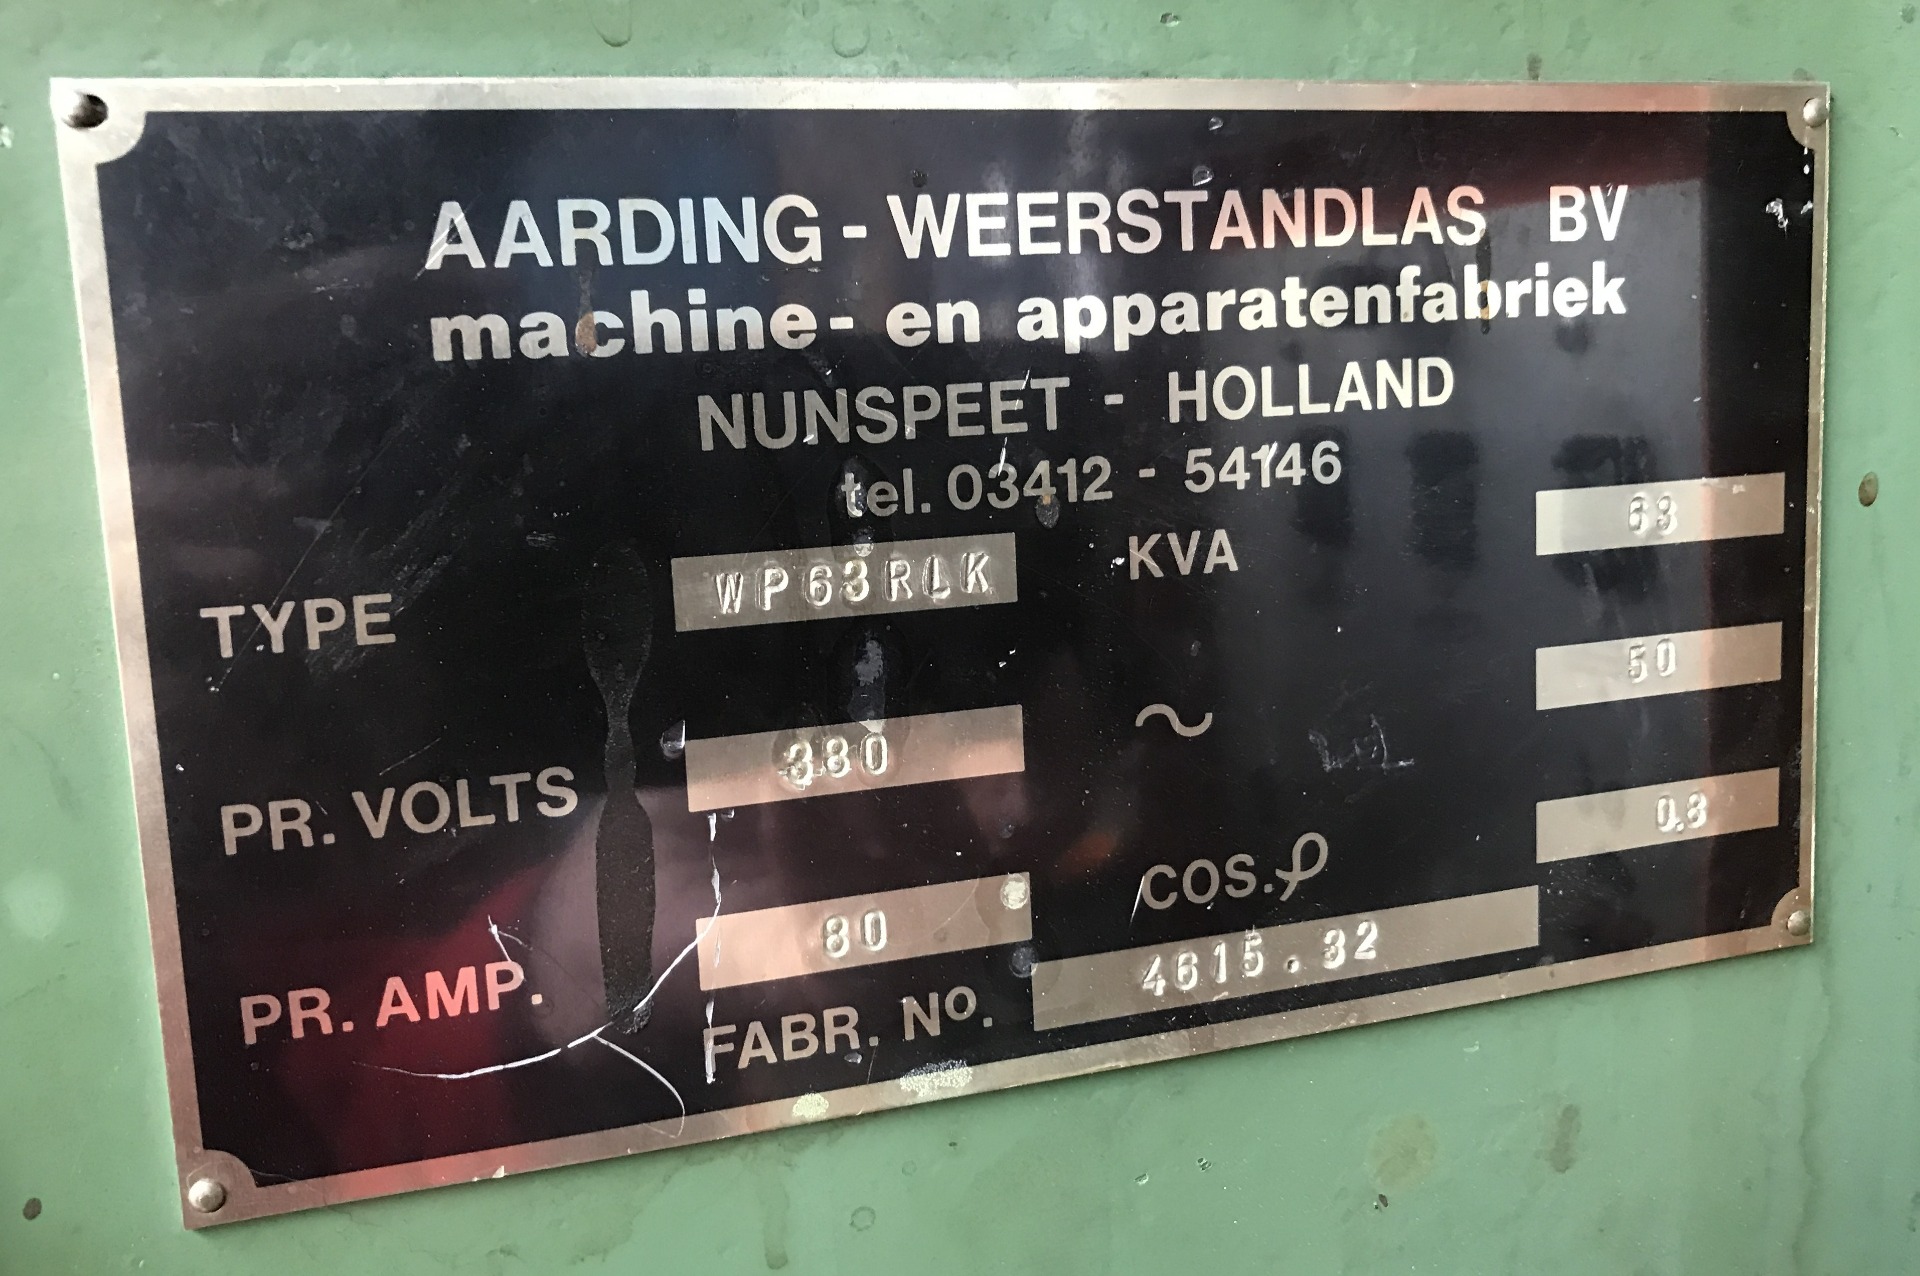 AARDING - WEERSTANDLAS BV
machine- en apparatenfabriek
NUNSPEET - HOLLAND
tel. 03412 - 54146
TYPE WP63RLK KVA 63
PR. VOLTS 380 ~ 50
PR. AMP. 80 COS.φ 0.8
FABR. No. 4615.32